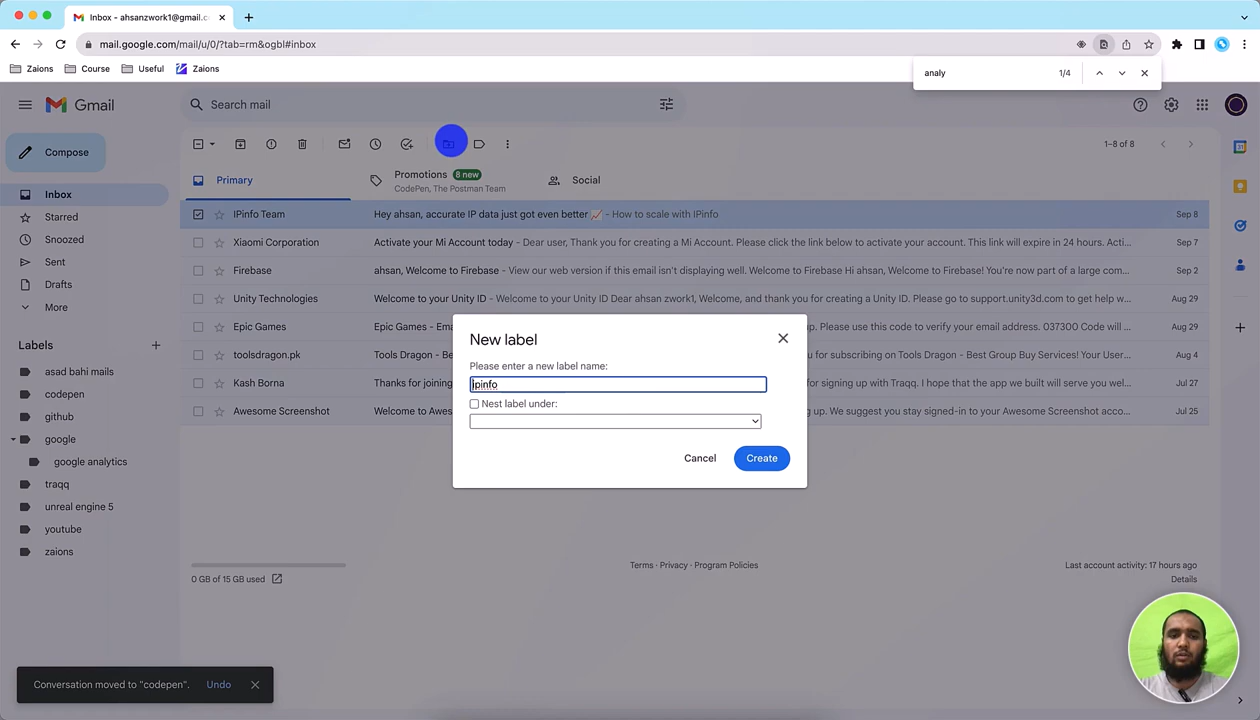 Inbox - ahsanzwork1@gmail.c
mail.google.com/mail/u/0/?tab=rm&ogbl#inbox
Zaions
Course
Useful
Zaions
analy
1/4
Gmail
Search mail
Compose
1–8 of 8
Inbox
Starred
Snoozed
Sent
Drafts
More
Labels
asad bahi mails
codepen
github
google
google analytics
traqq
unreal engine 5
youtube
zaions
Primary
Promotions 8 new
CodePen, The Postman Team
Social
IPinfo Team Hey ahsan, accurate IP data just got even better 📈 - How to scale with IPinfo Sep 8
Xiaomi Corporation Activate your Mi Account today - Dear user, Thank you for creating a Mi Account. Please click the link below to activate your account. This link will expire in 24 hours. Acti... Sep 7
Firebase ahsan, Welcome to Firebase - View our web version if this email isn't displaying well. Welcome to Firebase Hi ahsan, Welcome to Firebase! You're now part of a large com... Sep 2
Unity Technologies Welcome to your Unity ID - Welcome to your Unity ID Dear ahsan zwork1, Welcome, and thank you for creating a Unity ID. Please go to support.unity3d.com to get help w... Aug 29
Epic Games Epic Games - Ema . Please use this code to verify your email address. 037300 Code will ... Aug 29
toolsdragon.pk Tools Dragon - Bel u for subscribing on Tools Dragon - Best Group Buy Services! Your User... Aug 4
Kash Borna Thanks for joining for signing up with Traqq. I hope that the app we built will serve you wel... Jul 27
Awesome Screenshot Welcome to Awes g up. We suggest you stay signed-in to your Awesome Screenshot acco... Jul 25
New label
Please enter a new label name:
ipinfo
Nest label under:
Cancel
Create
0 GB of 15 GB used
Terms · Privacy · Program Policies
Last account activity: 17 hours ago
Details
Conversation moved to "codepen".
Undo